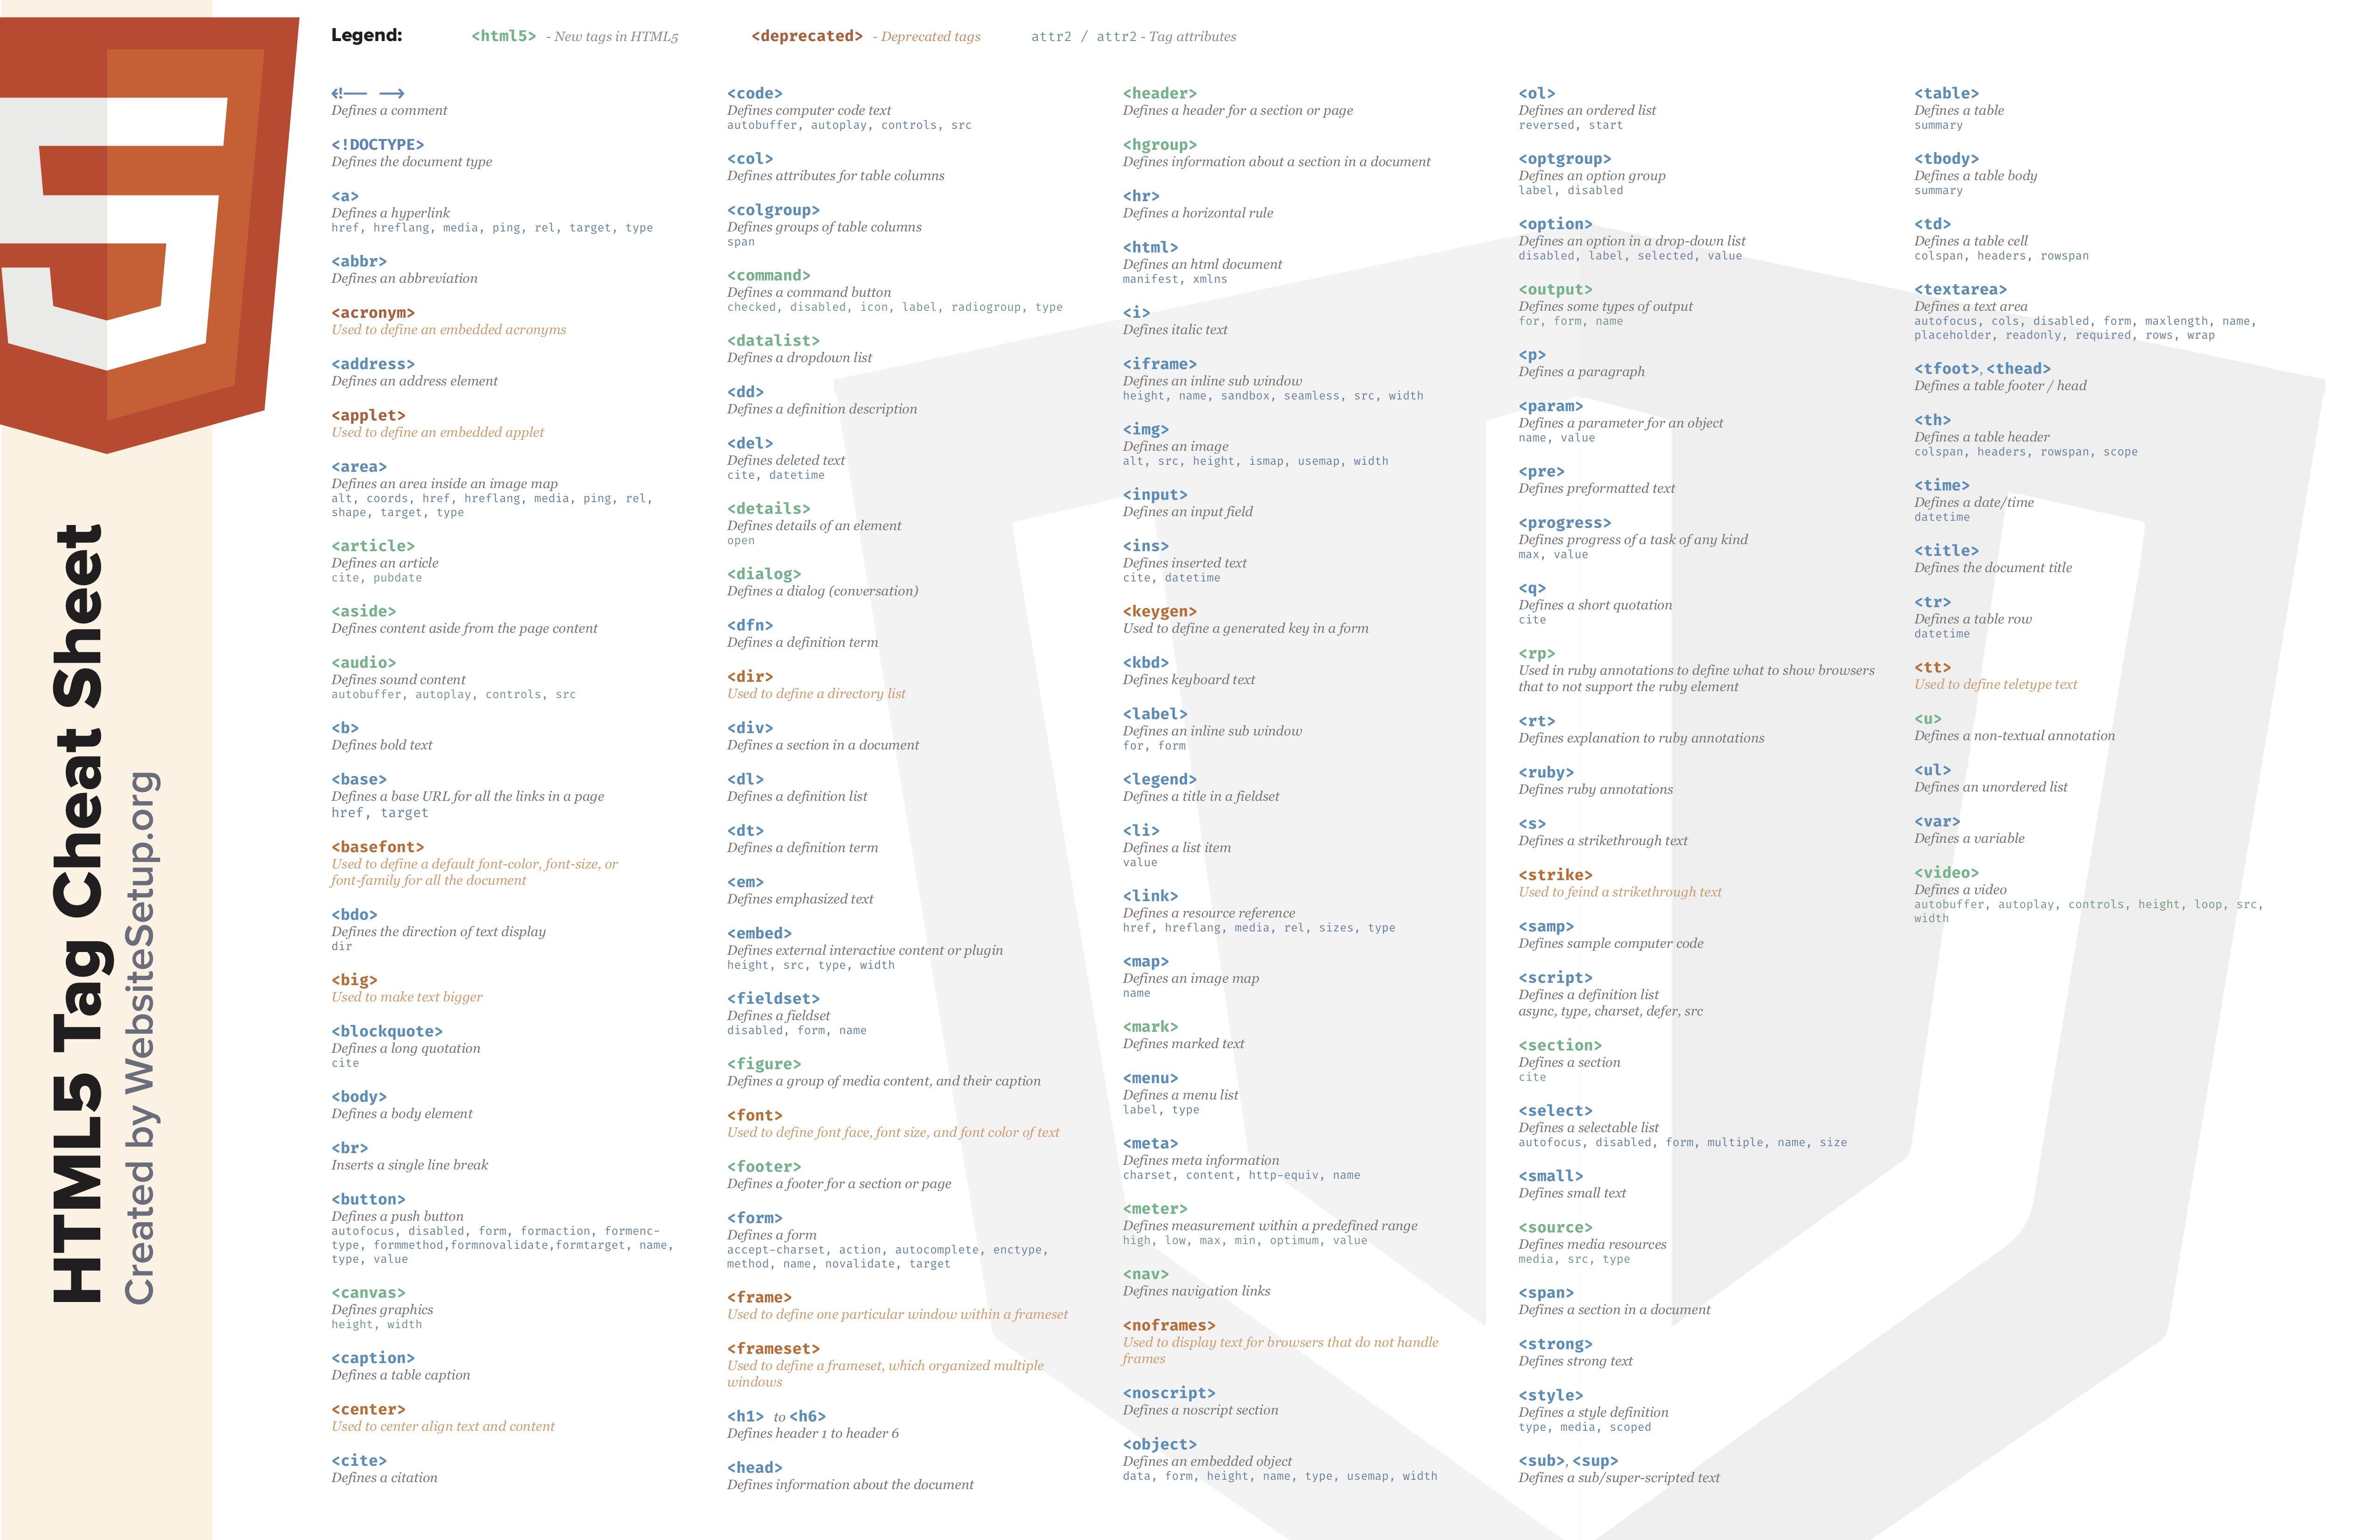 HTML5 Tag Cheat Sheet
Created by WebsiteSetup.org
Legend: <html5> - New tags in HTML5 <deprecated> - Deprecated tags attr2 / attr2 - Tag attributes
<!-- -->
Defines a comment
<!DOCTYPE>
Defines the document type
<a>
Defines a hyperlink
href, hreflang, media, ping, rel, target, type
<abbr>
Defines an abbreviation
<acronym>
Used to define an embedded acronyms
<address>
Defines an address element
<applet>
Used to define an embedded applet
<area>
Defines an area inside an image map
alt, coords, href, hreflang, media, ping, rel,
shape, target, type
<article>
Defines an article
cite, pubdate
<aside>
Defines content aside from the page content
<audio>
Defines sound content
autobuffer, autoplay, controls, src
<b>
Defines bold text
<base>
Defines a base URL for all the links in a page
href, target
<basefont>
Used to define a default font-color, font-size, or
font-family for all the document
<bdo>
Defines the direction of text display
dir
<big>
Used to make text bigger
<blockquote>
Defines a long quotation
cite
<body>
Defines a body element
<br>
Inserts a single line break
<button>
Defines a push button
autofocus, disabled, form, formaction, formenc-
type, formmethod,formnovalidate,formtarget, name,
type, value
<canvas>
Defines graphics
height, width
<caption>
Defines a table caption
<center>
Used to center align text and content
<cite>
Defines a citation
<code>
Defines computer code text
autobuffer, autoplay, controls, src
<col>
Defines attributes for table columns
<colgroup>
Defines groups of table columns
span
<command>
Defines a command button
checked, disabled, icon, label, radiogroup, type
<datalist>
Defines a dropdown list
<dd>
Defines a definition description
<del>
Defines deleted text
cite, datetime
<details>
Defines details of an element
open
<dialog>
Defines a dialog (conversation)
<dfn>
Defines a definition term
<dir>
Used to define a directory list
<div>
Defines a section in a document
<dl>
Defines a definition list
<dt>
Defines a definition term
<em>
Defines emphasized text
<embed>
Defines external interactive content or plugin
height, src, type, width
<fieldset>
Defines a fieldset
disabled, form, name
<figure>
Defines a group of media content, and their caption
<font>
Used to define font face, font size, and font color of text
<footer>
Defines a footer for a section or page
<form>
Defines a form
accept-charset, action, autocomplete, enctype,
method, name, novalidate, target
<frame>
Used to define one particular window within a frameset
<frameset>
Used to define a frameset, which organized multiple
windows
<h1> to <h6>
Defines header 1 to header 6
<head>
Defines information about the document
<header>
Defines a header for a section or page
<hgroup>
Defines information about a section in a document
<hr>
Defines a horizontal rule
<html>
Defines an html document
manifest, xmlns
<i>
Defines italic text
<iframe>
Defines an inline sub window
height, name, sandbox, seamless, src, width
<img>
Defines an image
alt, src, height, ismap, usemap, width
<input>
Defines an input field
<ins>
Defines inserted text
cite, datetime
<keygen>
Used to define a generated key in a form
<kbd>
Defines keyboard text
<label>
Defines an inline sub window
for, form
<legend>
Defines a title in a fieldset
<li>
Defines a list item
value
<link>
Defines a resource reference
href, hreflang, media, rel, sizes, type
<map>
Defines an image map
name
<mark>
Defines marked text
<menu>
Defines a menu list
label, type
<meta>
Defines meta information
charset, content, http-equiv, name
<meter>
Defines measurement within a predefined range
high, low, max, min, optimum, value
<nav>
Defines navigation links
<noframes>
Used to display text for browsers that do not handle
frames
<noscript>
Defines a noscript section
<object>
Defines an embedded object
data, form, height, name, type, usemap, width
<ol>
Defines an ordered list
reversed, start
<optgroup>
Defines an option group
label, disabled
<option>
Defines an option in a drop-down list
disabled, label, selected, value
<output>
Defines some types of output
for, form, name
<p>
Defines a paragraph
<param>
Defines a parameter for an object
name, value
<pre>
Defines preformatted text
<progress>
Defines progress of a task of any kind
max, value
<q>
Defines a short quotation
cite
<rp>
Used in ruby annotations to define what to show browsers
that to not support the ruby element
<rt>
Defines explanation to ruby annotations
<ruby>
Defines ruby annotations
<s>
Defines a strikethrough text
<strike>
Used to feind a strikethrough text
<samp>
Defines sample computer code
<script>
Defines a definition list
async, type, charset, defer, src
<section>
Defines a section
cite
<select>
Defines a selectable list
autofocus, disabled, form, multiple, name, size
<small>
Defines small text
<source>
Defines media resources
media, src, type
<span>
Defines a section in a document
<strong>
Defines strong text
<style>
Defines a style definition
type, media, scoped
<sub>, <sup>
Defines a sub/super-scripted text
<table>
Defines a table
summary
<tbody>
Defines a table body
summary
<td>
Defines a table cell
colspan, headers, rowspan
<textarea>
Defines a text area
autofocus, cols, disabled, form, maxlength, name,
placeholder, readonly, required, rows, wrap
<tfoot>, <thead>
Defines a table footer / head
<th>
Defines a table header
colspan, headers, rowspan, scope
<time>
Defines a date/time
datetime
<title>
Defines the document title
<tr>
Defines a table row
datetime
<tt>
Used to define teletype text
<u>
Defines a non-textual annotation
<ul>
Defines an unordered list
<var>
Defines a variable
<video>
Defines a video
autobuffer, autoplay, controls, height, loop, src,
width